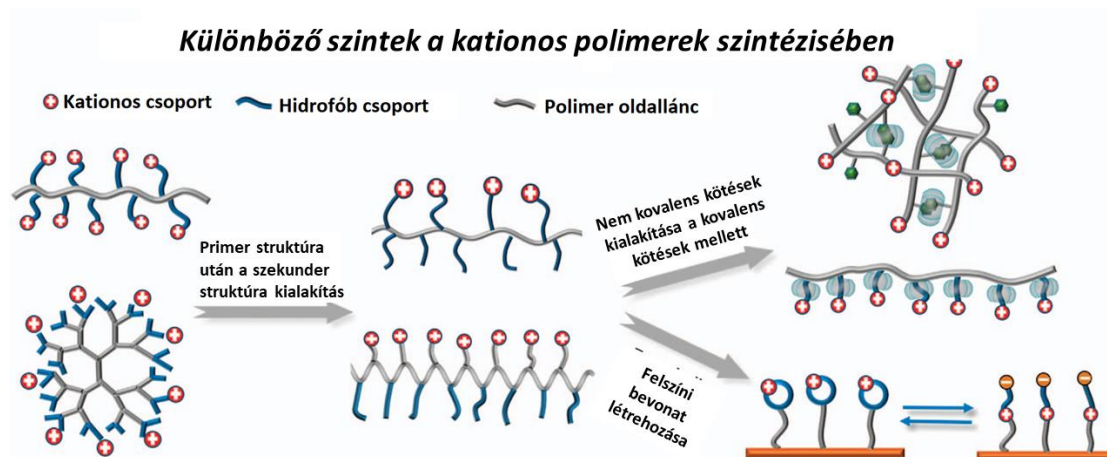 Különböző szintek a kationos polimerek szintézisében
Kationos csoport
Hidrofób csoport
Polimer oldallánc
Primer struktúra
után a szekunder
struktúra kialakítás
Nem kovalens kötések
kialakítása a kovalens
kötések mellett
Felszíni
bevonat
létrehozása